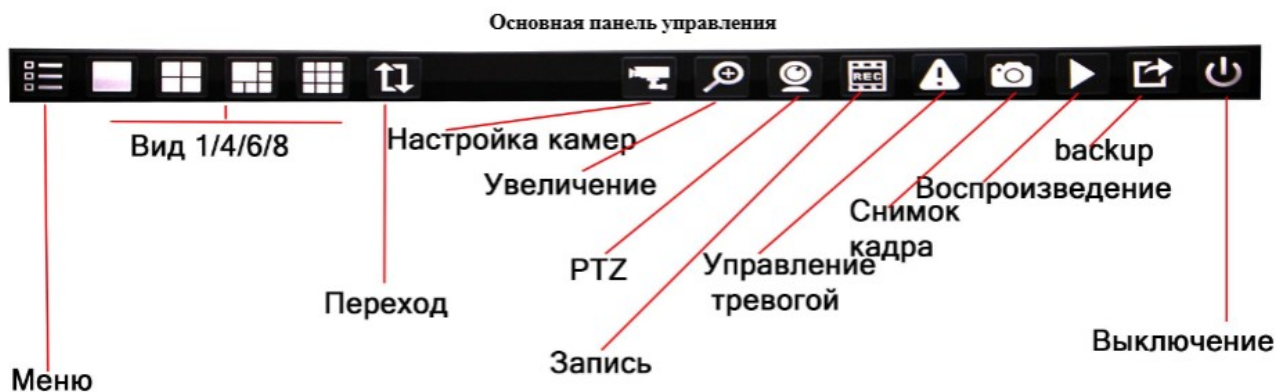 Основная панель управления
REC
Вид 1/4/6/8
Настройка камер
Увеличение
backup
Воспроизведение
Снимок
кадра
PTZ
Управление
тревогой
Переход
Запись
Выключение
Меню